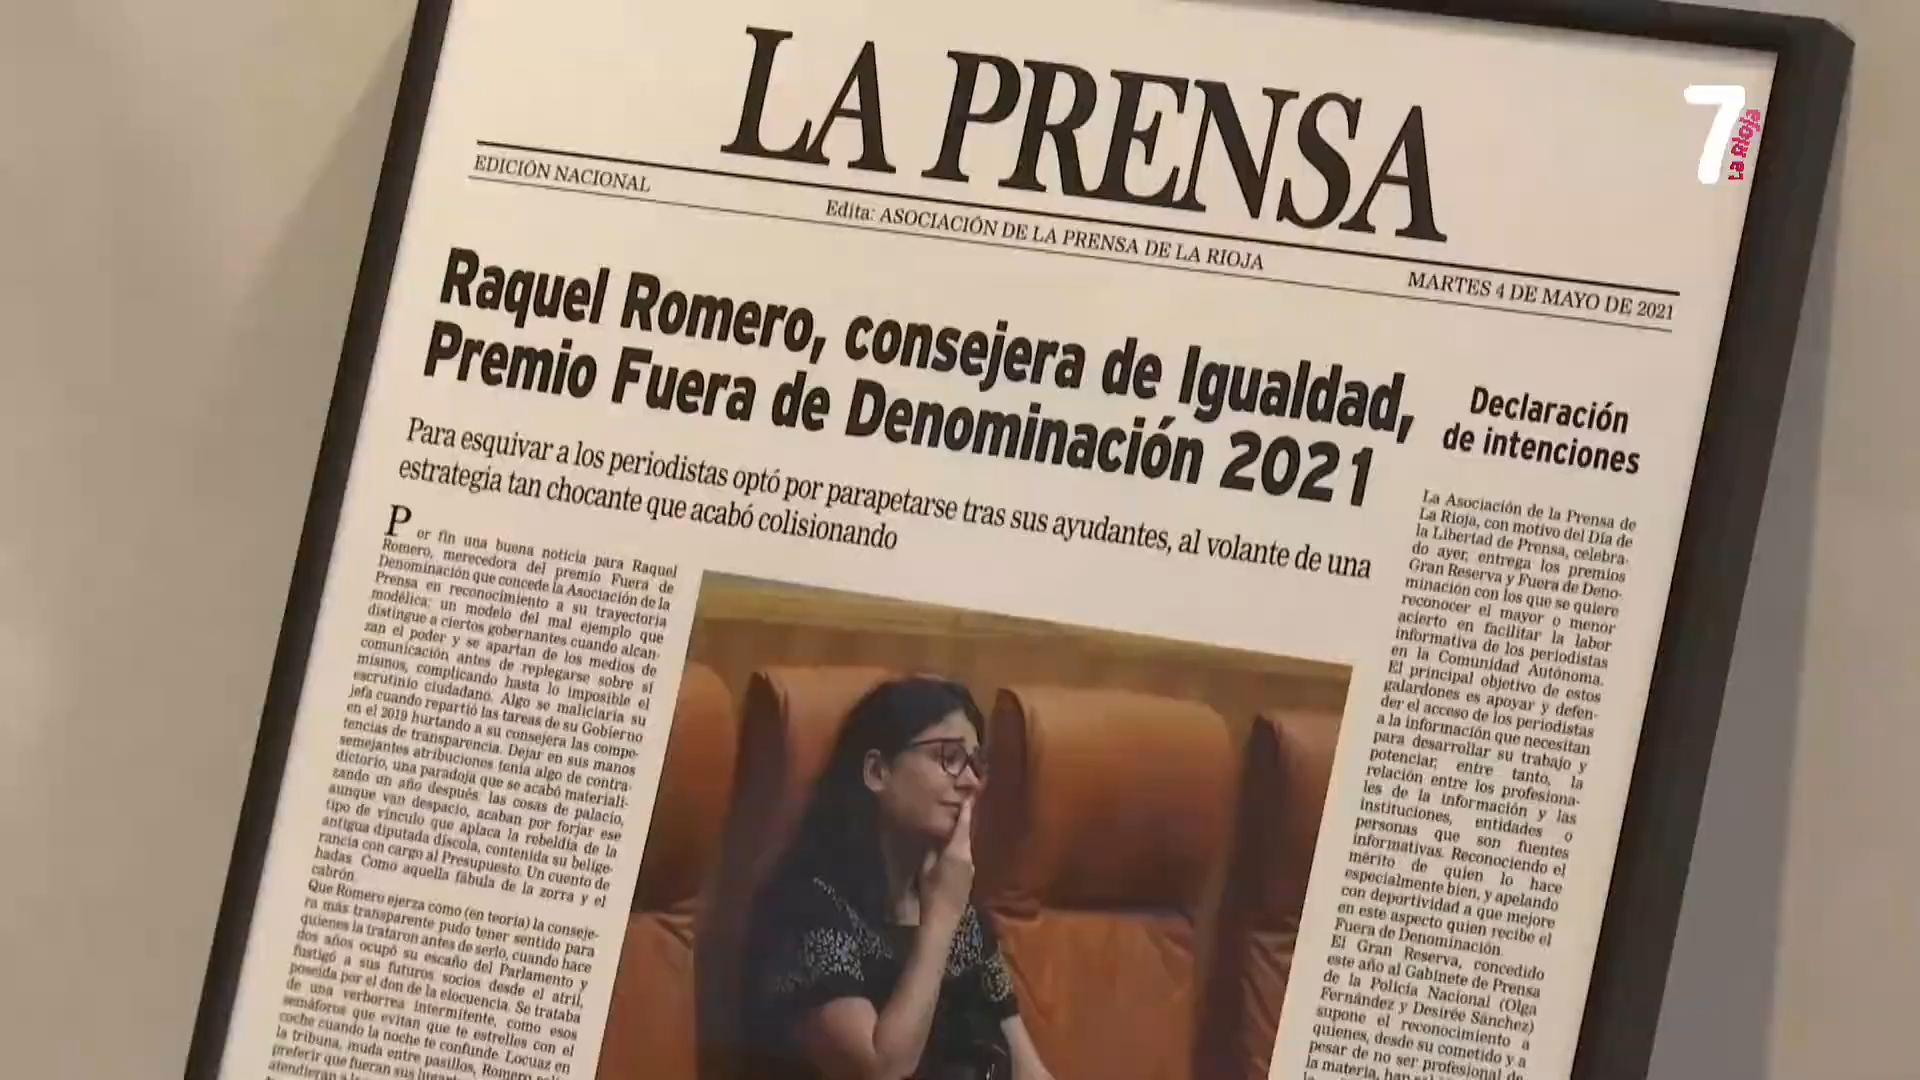 LA PRENSA
7
La Rioja
EDICIÓN NACIONAL
Edita: ASOCIACIÓN DE LA PRENSA DE LA RIOJA
MARTES 4 DE MAYO DE 2021
Raquel Romero, consejera de Igualdad,
Premio Fuera de Denominación 2021
Para esquivar a los periodistas optó por parapetarse tras sus ayudantes, al volante de una
estrategia tan chocante que acabó colisionando
Por fin una buena noticia para Raquel
Romero, merecedora del premio Fuera de
Denominación que concede la Asociación de la
Prensa en reconocimiento a su trayectoria
modélica: un modelo del mal ejemplo que
distingue a ciertos gobernantes cuando alcan-
zan el poder y se apartan de los medios de
comunicación antes de replegarse sobre sí
mismos, complicando hasta lo imposible el
escrutinio ciudadano. Algo se maliciaría su
jefa cuando repartió las tareas de su Gobierno
en el 2019 hurtando a su consejera las compe-
tencias de transparencia. Dejar en sus manos
semejantes atribuciones tenía algo de contra-
dictorio, una paradoja que se acabó materiali-
zando un año después: las cosas de palacio,
aunque van despacio, acaban por forjar ese
tipo de vínculo que aplaca la rebeldía de la
antigua diputada díscola, contenida su belige-
rancia con cargo al Presupuesto. Un cuento de
hadas. Como aquella fábula de la zorra y el
cabrón.
Que Romero ejerza como (en teoría) la conseje-
ra más transparente pudo tener sentido para
quienes la trataron antes de serlo, cuando hace
dos años ocupó su escaño del Parlamento y
fustigó a sus futuros socios desde el atril,
poseída por el don de la elocuencia. Se trataba
de una verborrea intermitente, como esos
semáforos que evitan que te estrelles con el
coche cuando la noche te confunde. Locuaz en
la tribuna, muda entre pasillos, Romero
preferir que fueran sus
Declaración
de intenciones
La Asociación de la Prensa de
La Rioja, con motivo del Día de
la Libertad de Prensa, celebra-
do ayer, entrega los premios
Gran Reserva y Fuera de Deno-
minación con los que se quiere
reconocer el mayor o menor
acierto en facilitar la labor
informativa de los periodistas
en la Comunidad Autónoma.
El principal objetivo de estos
galardones es apoyar y defen-
der el acceso de los periodistas
a la información que necesitan
para desarrollar su trabajo y
potenciar, entre tanto, la
relación entre los profesiona-
les de la información y las
instituciones, entidades o
personas que son fuentes
informativas. Reconociendo el
mérito de quien lo hace
especialmente bien, y apelando
con deportividad a que mejore
en este aspecto quien recibe el
Fuera de Denominación.
El Gran Reserva, concedido
este año al Gabinete de Prensa
de la Policía Nacional (Olga
Fernández y Desirée Sánchez)
supone el reconocimiento a
quienes, desde su cometido y a
pesar de no ser profesional de
la materia, han